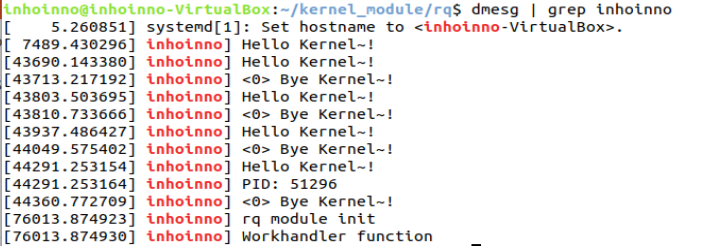 inhoinno@inhoinno-VirtualBox:~/kernel_module/rq$ dmesg | grep inhoinno
[    5.260851] systemd[1]: Set hostname to <inhoinno-VirtualBox>.
[ 7489.430296] inhoinno] Hello Kernel~!
[43690.143380] inhoinno] Hello Kernel~!
[43713.217192] inhoinno] <0> Bye Kernel~!
[43803.503695] inhoinno] Hello Kernel~!
[43810.733666] inhoinno] <0> Bye Kernel~!
[43937.486427] inhoinno] Hello Kernel~!
[44049.575402] inhoinno] <0> Bye Kernel~!
[44291.253154] inhoinno] Hello Kernel~!
[44291.253164] inhoinno] PID: 51296
[44360.772709] inhoinno] <0> Bye Kernel~!
[76013.874923] inhoinno] rq module init
[76013.874930] inhoinno] Workhandler function